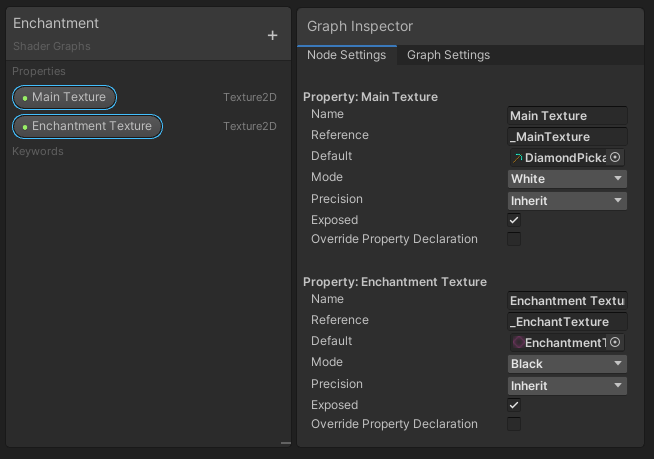 Enchantment
Shader Graphs
+
Properties
Main Texture Texture2D
Enchantment Texture Texture2D
Keywords
Graph Inspector
Node Settings Graph Settings
Property: Main Texture
Name Main Texture
Reference _MainTexture
Default DiamondPicka
Mode White
Precision Inherit
Exposed
Override Property Declaration
Property: Enchantment Texture
Name Enchantment Textu
Reference _EnchantTexture
Default EnchantmentT
Mode Black
Precision Inherit
Exposed
Override Property Declaration